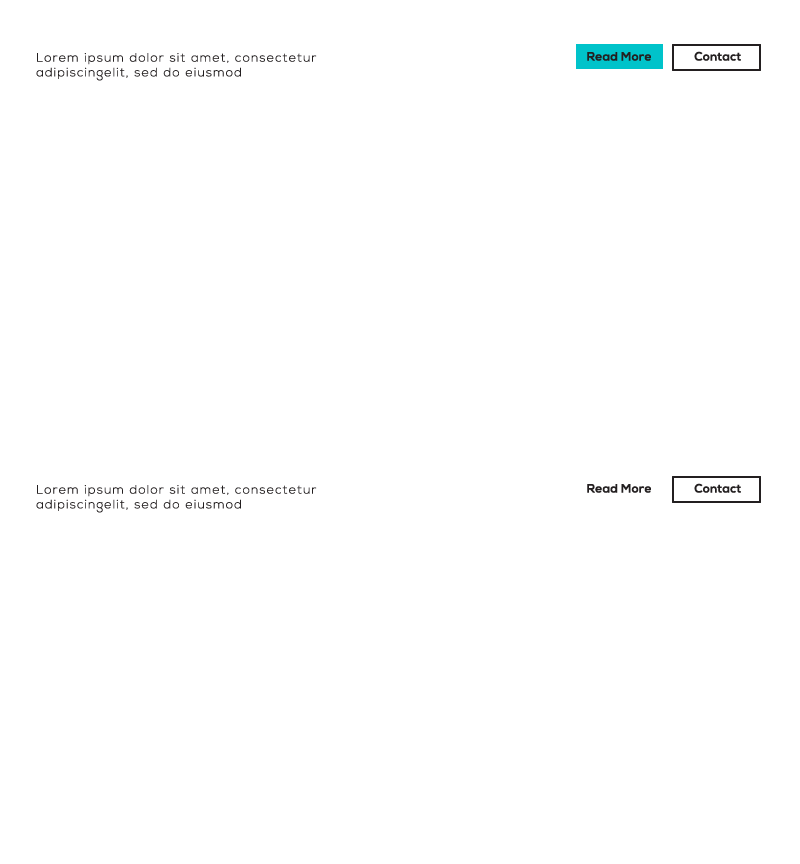 Lorem ipsum dolor sit amet, consectetur
adipiscingelit, sed do eiusmod
Read More
Contact
Lorem ipsum dolor sit amet, consectetur
adipiscingelit, sed do eiusmod
Read More
Contact